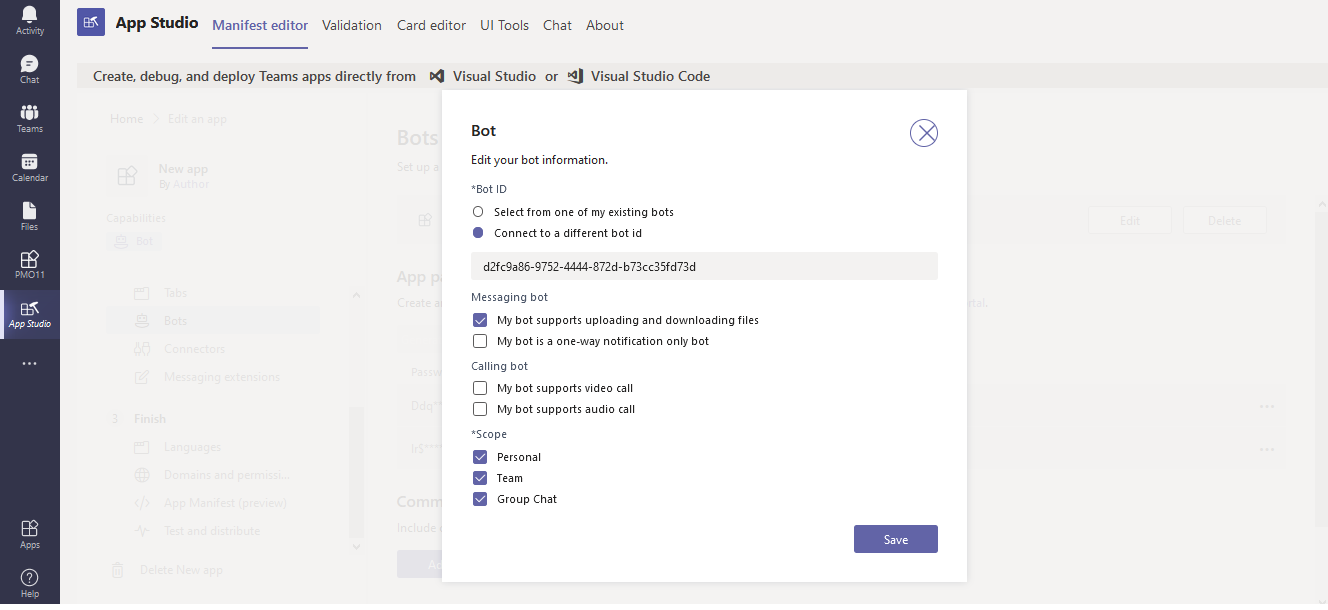 Activity
Chat
Teams
Calendar
Files
PMO11
App Studio
Apps
Help
App Studio
Manifest editor
Validation
Card editor
UI Tools
Chat
About
Create, debug, and deploy Teams apps directly from Visual Studio or Visual Studio Code
Home > Edit an app
New app
By Author
Capabilities
Bot
Tabs
Bots
Connectors
Messaging extensions
3 Finish
Languages
Domains and permissi...
App Manifest (preview)
Test and distribute
Delete New app
Bots
Set up a
Edit
Delete
App pa
Create a
rtal.
Passw
Ddq**
Ir$****
Comm
Include
Bot
Edit your bot information.
*Bot ID
Select from one of my existing bots
Connect to a different bot id
d2fc9a86-9752-4444-872d-b73cc35fd73d
Messaging bot
My bot supports uploading and downloading files
My bot is a one-way notification only bot
Calling bot
My bot supports video call
My bot supports audio call
*Scope
Personal
Team
Group Chat
Save